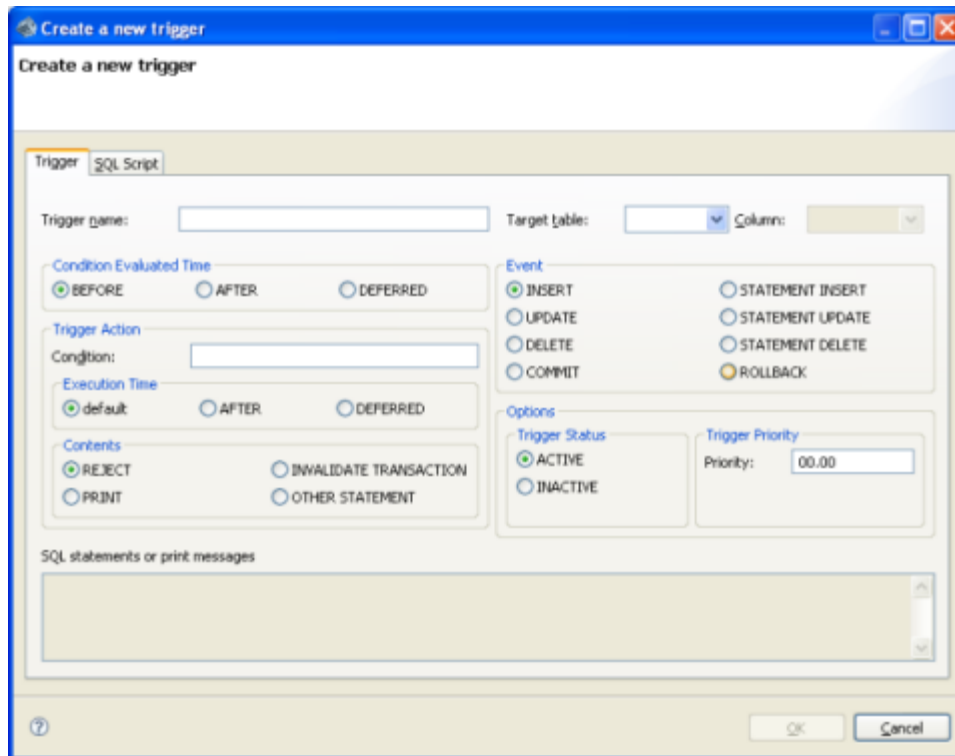 Create a new trigger
Create a new trigger
Trigger SQL Script
Trigger name: Target table: Column:
Condition Evaluated Time
BEFORE AFTER DEFERRED
Event
INSERT STATEMENT INSERT
UPDATE STATEMENT UPDATE
DELETE STATEMENT DELETE
COMMIT ROLLBACK
Trigger Action
Condition:
Execution Time
default AFTER DEFERRED
Contents
REJECT INVALIDATE TRANSACTION
PRINT OTHER STATEMENT
Options
Trigger Status
ACTIVE
INACTIVE
Trigger Priority
Priority: 00.00
SQL statements or print messages
?
OK Cancel